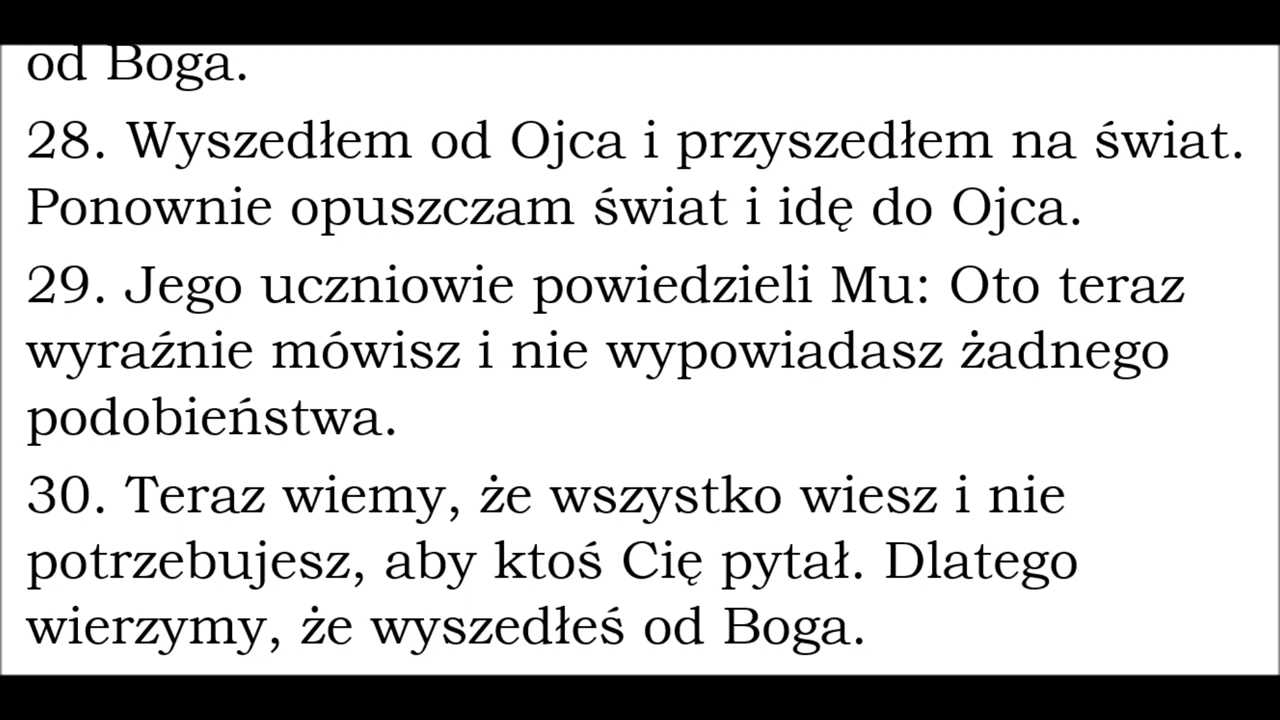 od Boga.
28. Wyszedłem od Ojca i przyszedłem na świat.
Ponownie opuszczam świat i idę do Ojca.
29. Jego uczniowie powiedzieli Mu: Oto teraz
wyraźnie mówisz i nie wypowiadasz żadnego
podobieństwa.
30. Teraz wiemy, że wszystko wiesz i nie
potrzebujesz, aby ktoś Cię pytał. Dlatego
wierzymy, że wyszedłeś od Boga.